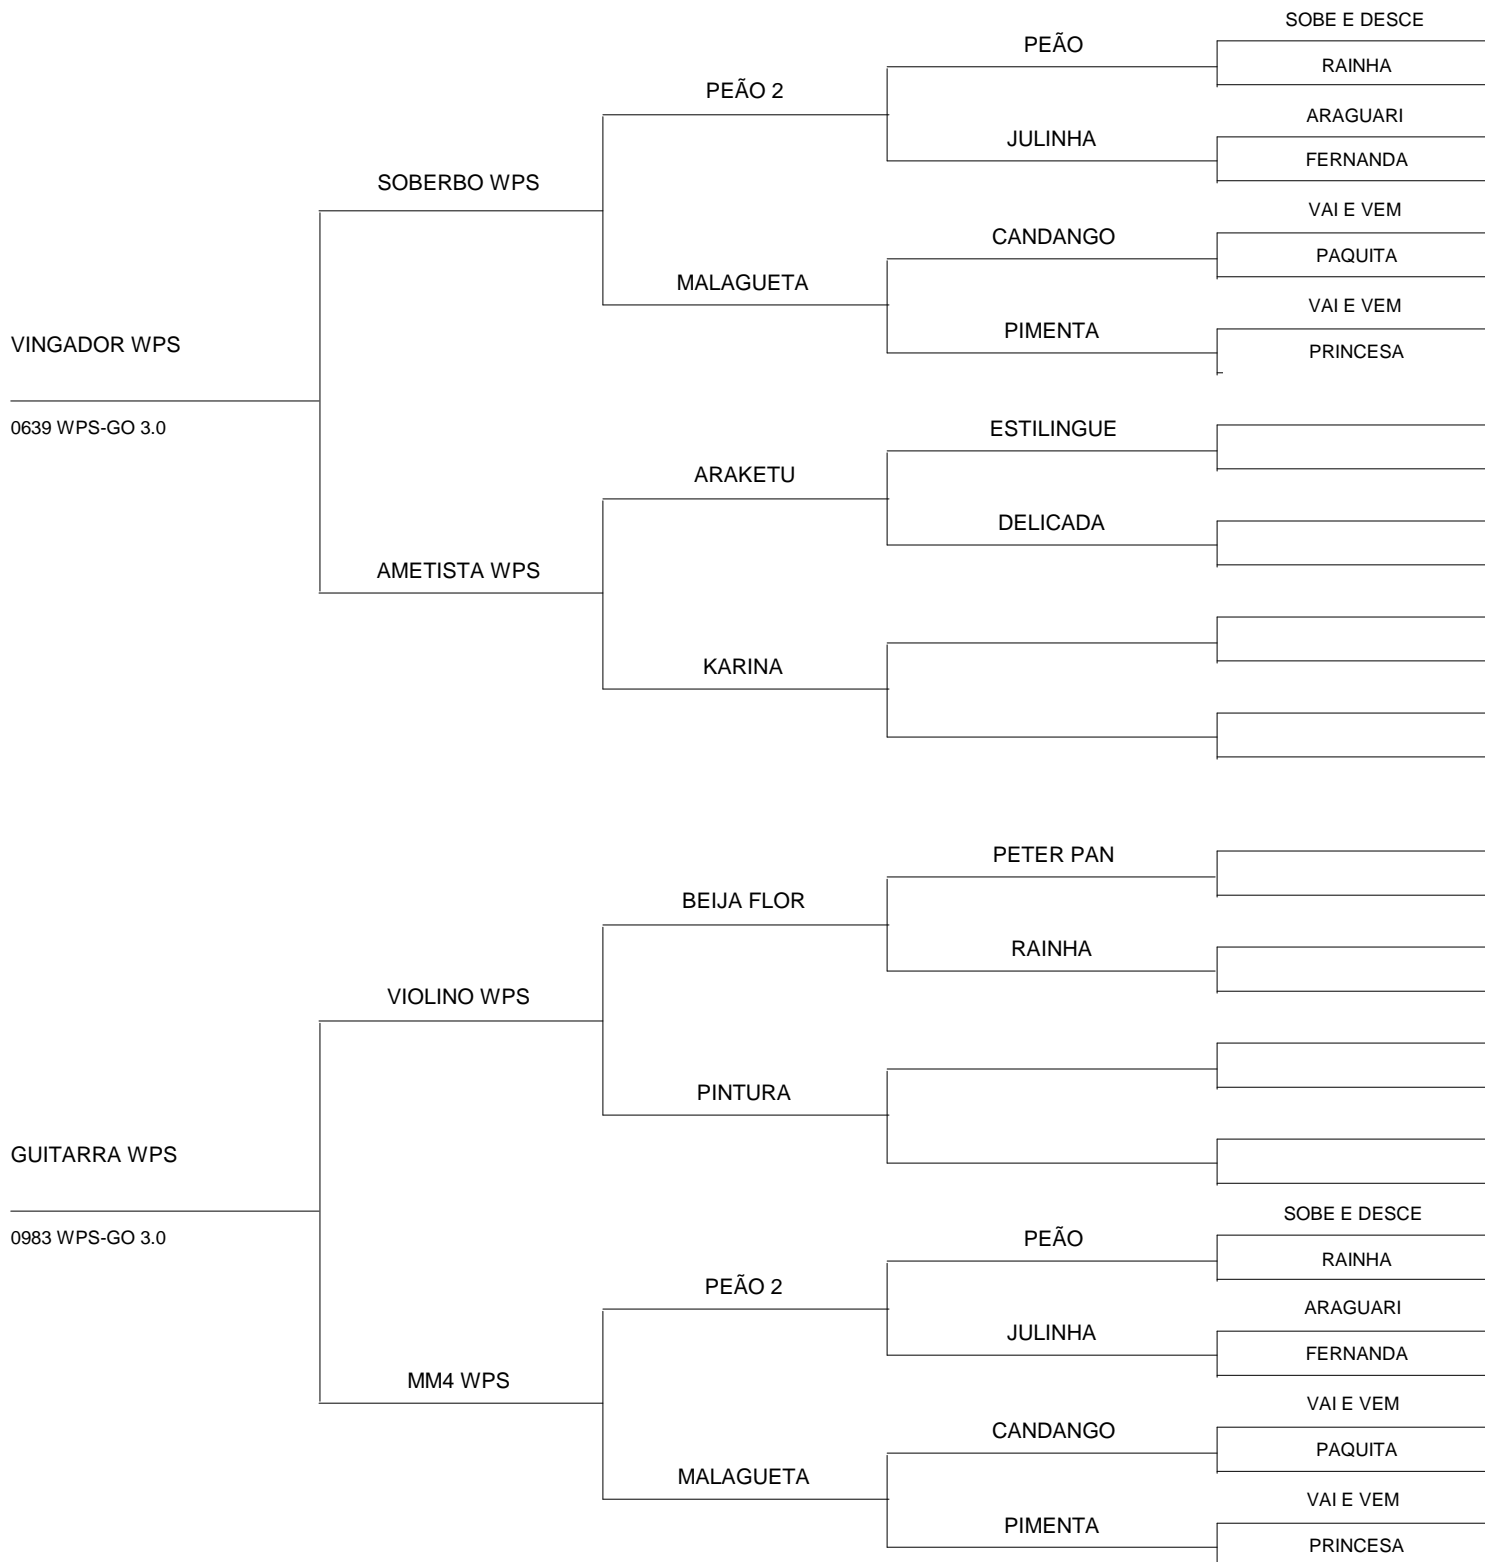 SOBE E DESCE
PEÃO
RAINHA
PEÃO 2
ARAGUARI
JULINHA
FERNANDA
SOBERBO WPS
VAI E VEM
CANDANGO
PAQUITA
MALAGUETA
VAI E VEM
PIMENTA
PRINCESA
VINGADOR WPS
0639 WPS-GO 3.0
ESTILINGUE
ARAKETU
DELICADA
AMETISTA WPS
KARINA
PETER PAN
BEIJA FLOR
RAINHA
VIOLINO WPS
PINTURA
GUITARRA WPS
0983 WPS-GO 3.0
SOBE E DESCE
PEÃO
RAINHA
PEÃO 2
ARAGUARI
JULINHA
FERNANDA
MM4 WPS
VAI E VEM
CANDANGO
PAQUITA
MALAGUETA
VAI E VEM
PIMENTA
PRINCESA